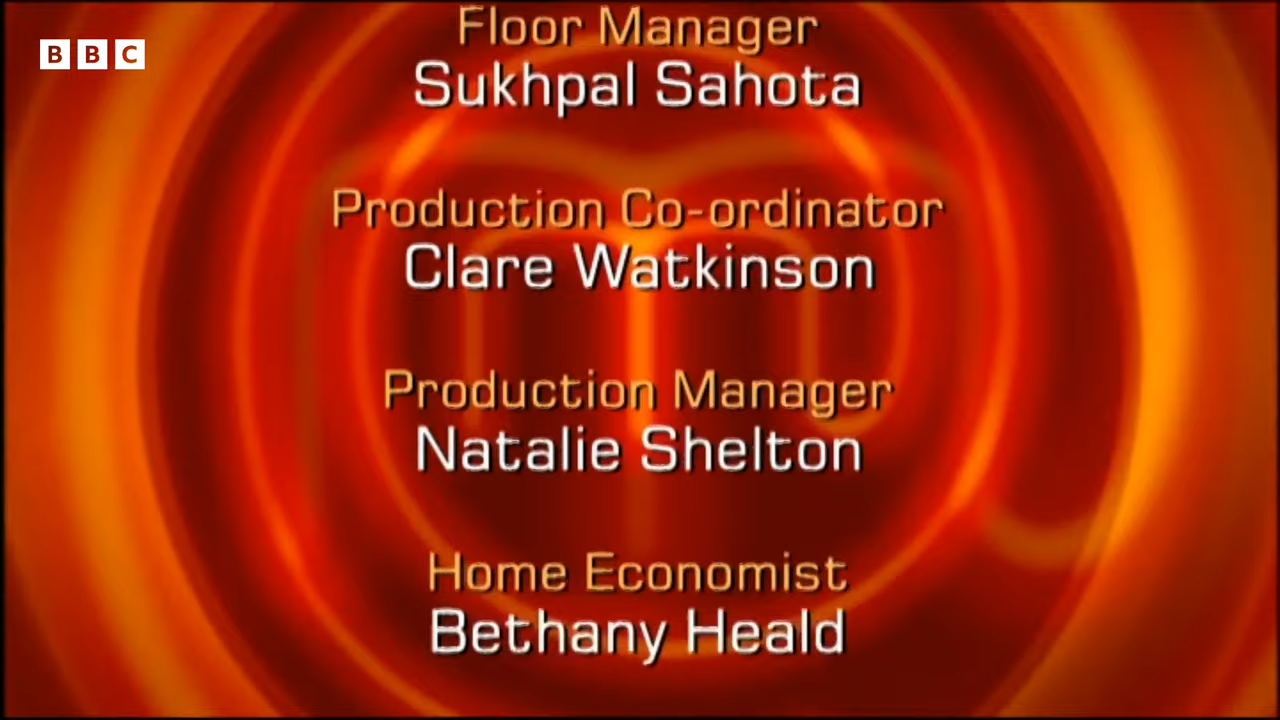 BBC
Floor Manager
Sukhpal Sahota
Production Co-ordinator
Clare Watkinson
Production Manager
Natalie Shelton
Home Economist
Bethany Heald